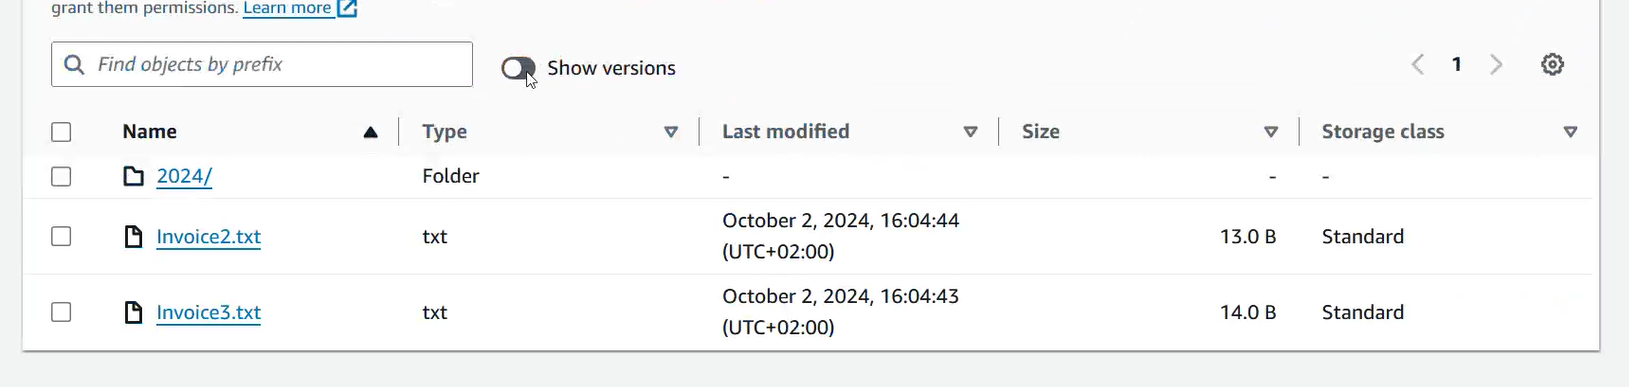 grant them permissions. Learn more
Find objects by prefix
Show versions
1
Name Type Last modified Size Storage class
2024/ Folder - - -
Invoice2.txt txt October 2, 2024, 16:04:44 (UTC+02:00) 13.0 B Standard
Invoice3.txt txt October 2, 2024, 16:04:43 (UTC+02:00) 14.0 B Standard